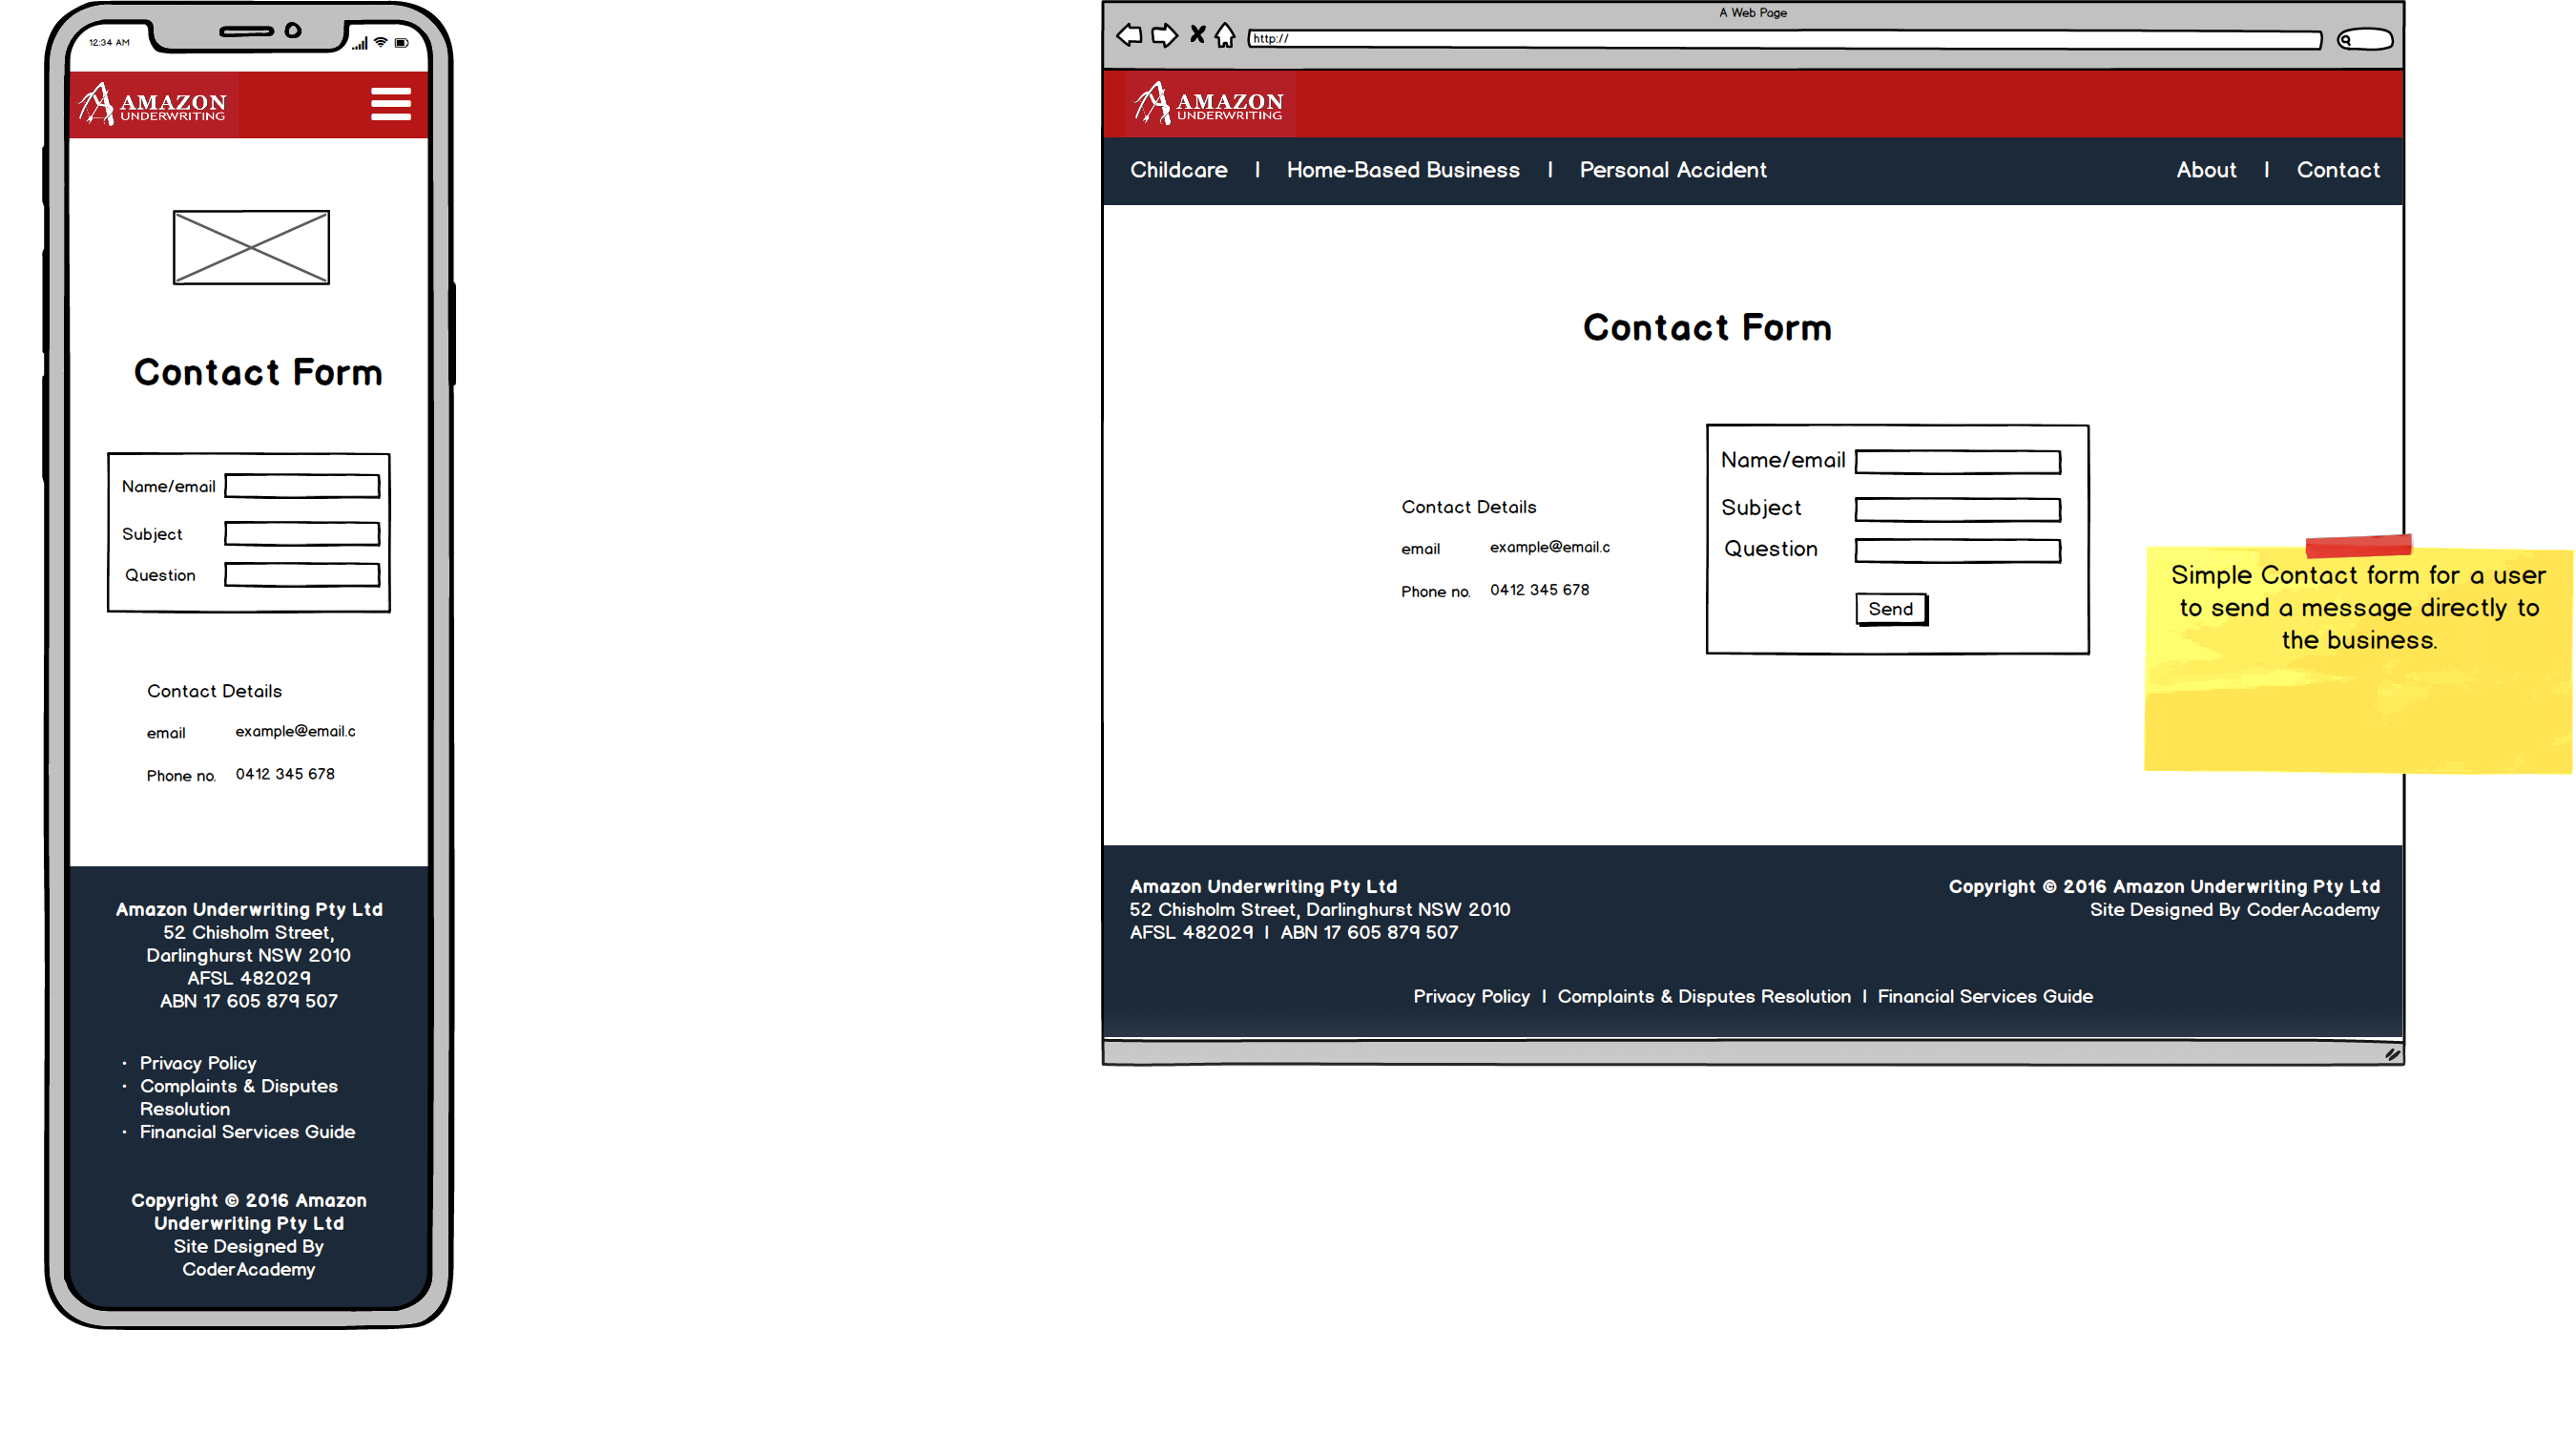 12:34 AM
AMAZON
UNDERWRITING
Contact Form
Name/email
Subject
Question
Contact Details
email example@email.c
Phone no. 0412 345 678
Amazon Underwriting Pty Ltd
52 Chisholm Street,
Darlinghurst NSW 2010
AFSL 482029
ABN 17 605 879 507
• Privacy Policy
• Complaints & Disputes
Resolution
• Financial Services Guide
Copyright © 2016 Amazon
Underwriting Pty Ltd
Site Designed By
CoderAcademy
A Web Page
http://
AMAZON
UNDERWRITING
Childcare | Home-Based Business | Personal Accident About | Contact
Contact Form
Contact Details
email example@email.c
Phone no. 0412 345 678
Name/email
Subject
Question
Send
Simple Contact form for a user
to send a message directly to
the business.
Amazon Underwriting Pty Ltd
52 Chisholm Street, Darlinghurst NSW 2010
AFSL 482029 | ABN 17 605 879 507
Copyright © 2016 Amazon Underwriting Pty Ltd
Site Designed By CoderAcademy
Privacy Policy | Complaints & Disputes Resolution | Financial Services Guide